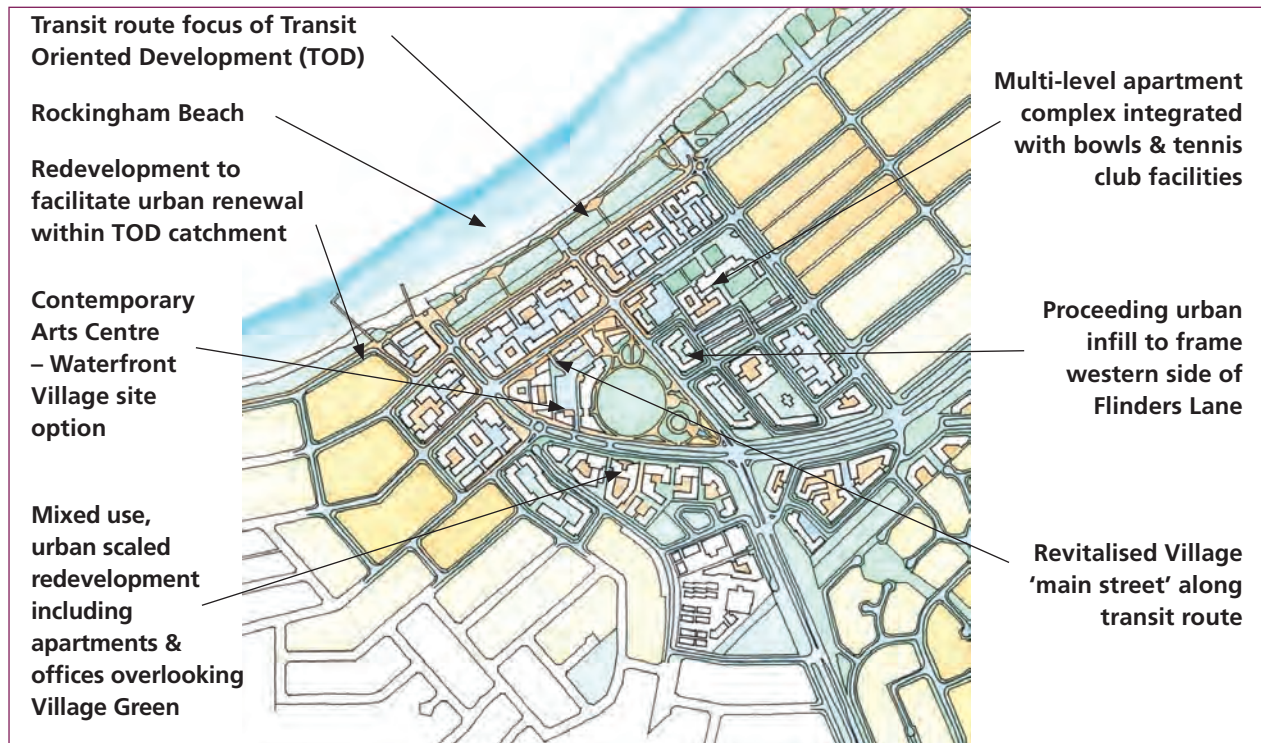 Transit route focus of Transit
Oriented Development (TOD)
Rockingham Beach
Redevelopment to
facilitate urban renewal
within TOD catchment
Contemporary
Arts Centre
– Waterfront
Village site
option
Mixed use,
urban scaled
redevelopment
including
apartments &
offices overlooking
Village Green
Multi-level apartment
complex integrated
with bowls & tennis
club facilities
Proceeding urban
infill to frame
western side of
Flinders Lane
Revitalised Village
‘main street’ along
transit route